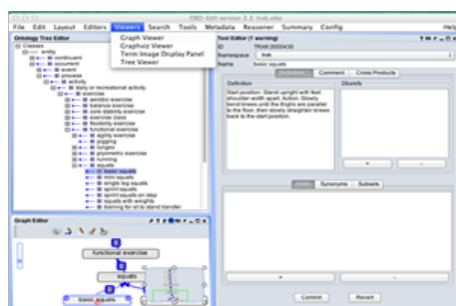 OBO-Edit version 2.3: trak.obo
File Edit Layout Editors Viewers Search Tools Metadata Reasoner Summary Config Help
Graph Viewer
Graphviz Viewer
Term Image Display Panel
Tree Viewer
Ontology Tree Editor
Classes
entity
continuant
occurrent
event
process
activity
daily or recreational activity
exercise
aerobic exercise
balance exercise
core stability exercise
exercise class
flexibility exercise
functional exercise
agility exercise
jogging
lunges
plyometric exercise
running
squats
basic squats
mini squats
single leg squats
sprint squats
sprint squats on step
squats with weights
training for sit to stand transfer
Graph Editor
functional exercise
squats
basic squats
Text Editor (1 warning)
ID
Namespace trak
Name basic squats
Definition Comment Cross Products
Definition Dbxrefs
Start position: Stand upright with feet
shoulder width apart. Action: Slowly
bend knees until the thighs are parallel
to the floor, then slowly straighten knees
back to the start position.
Synonyms Subsets
Commit Revert